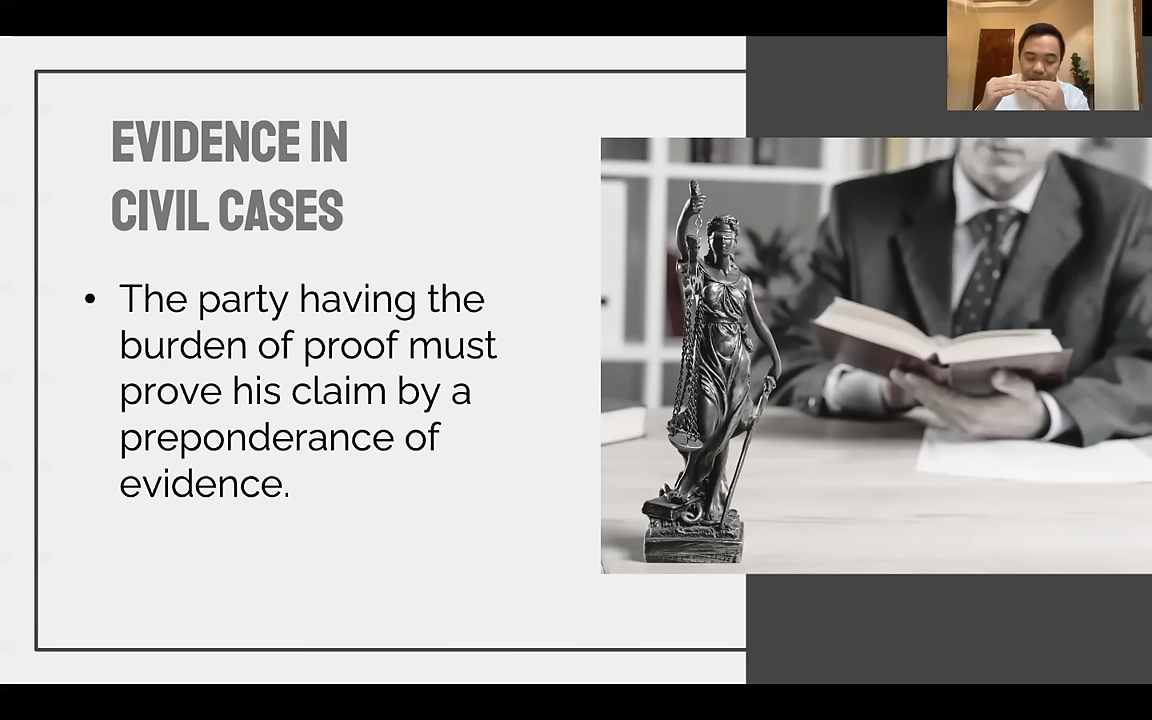 EVIDENCE IN
CIVIL CASES
• The party having the
burden of proof must
prove his claim by a
preponderance of
evidence.